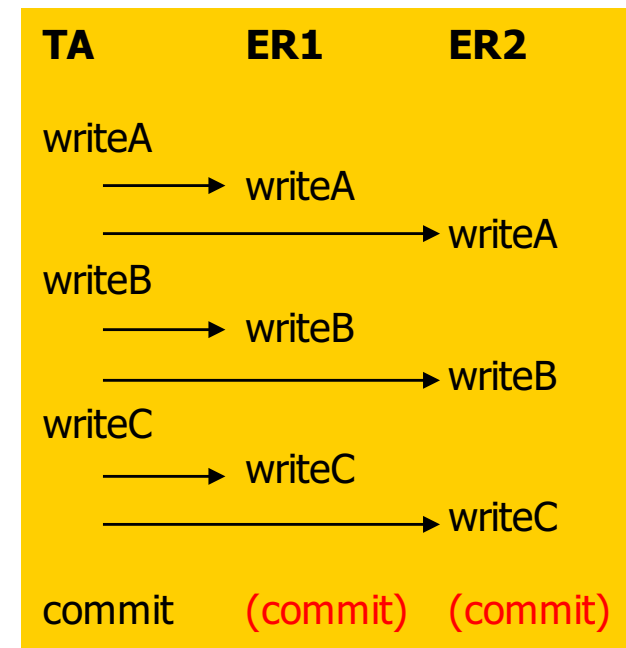 TA ER1 ER2
writeA
writeA
writeA
writeB
writeB
writeB
writeC
writeC
writeC
commit (commit) (commit)